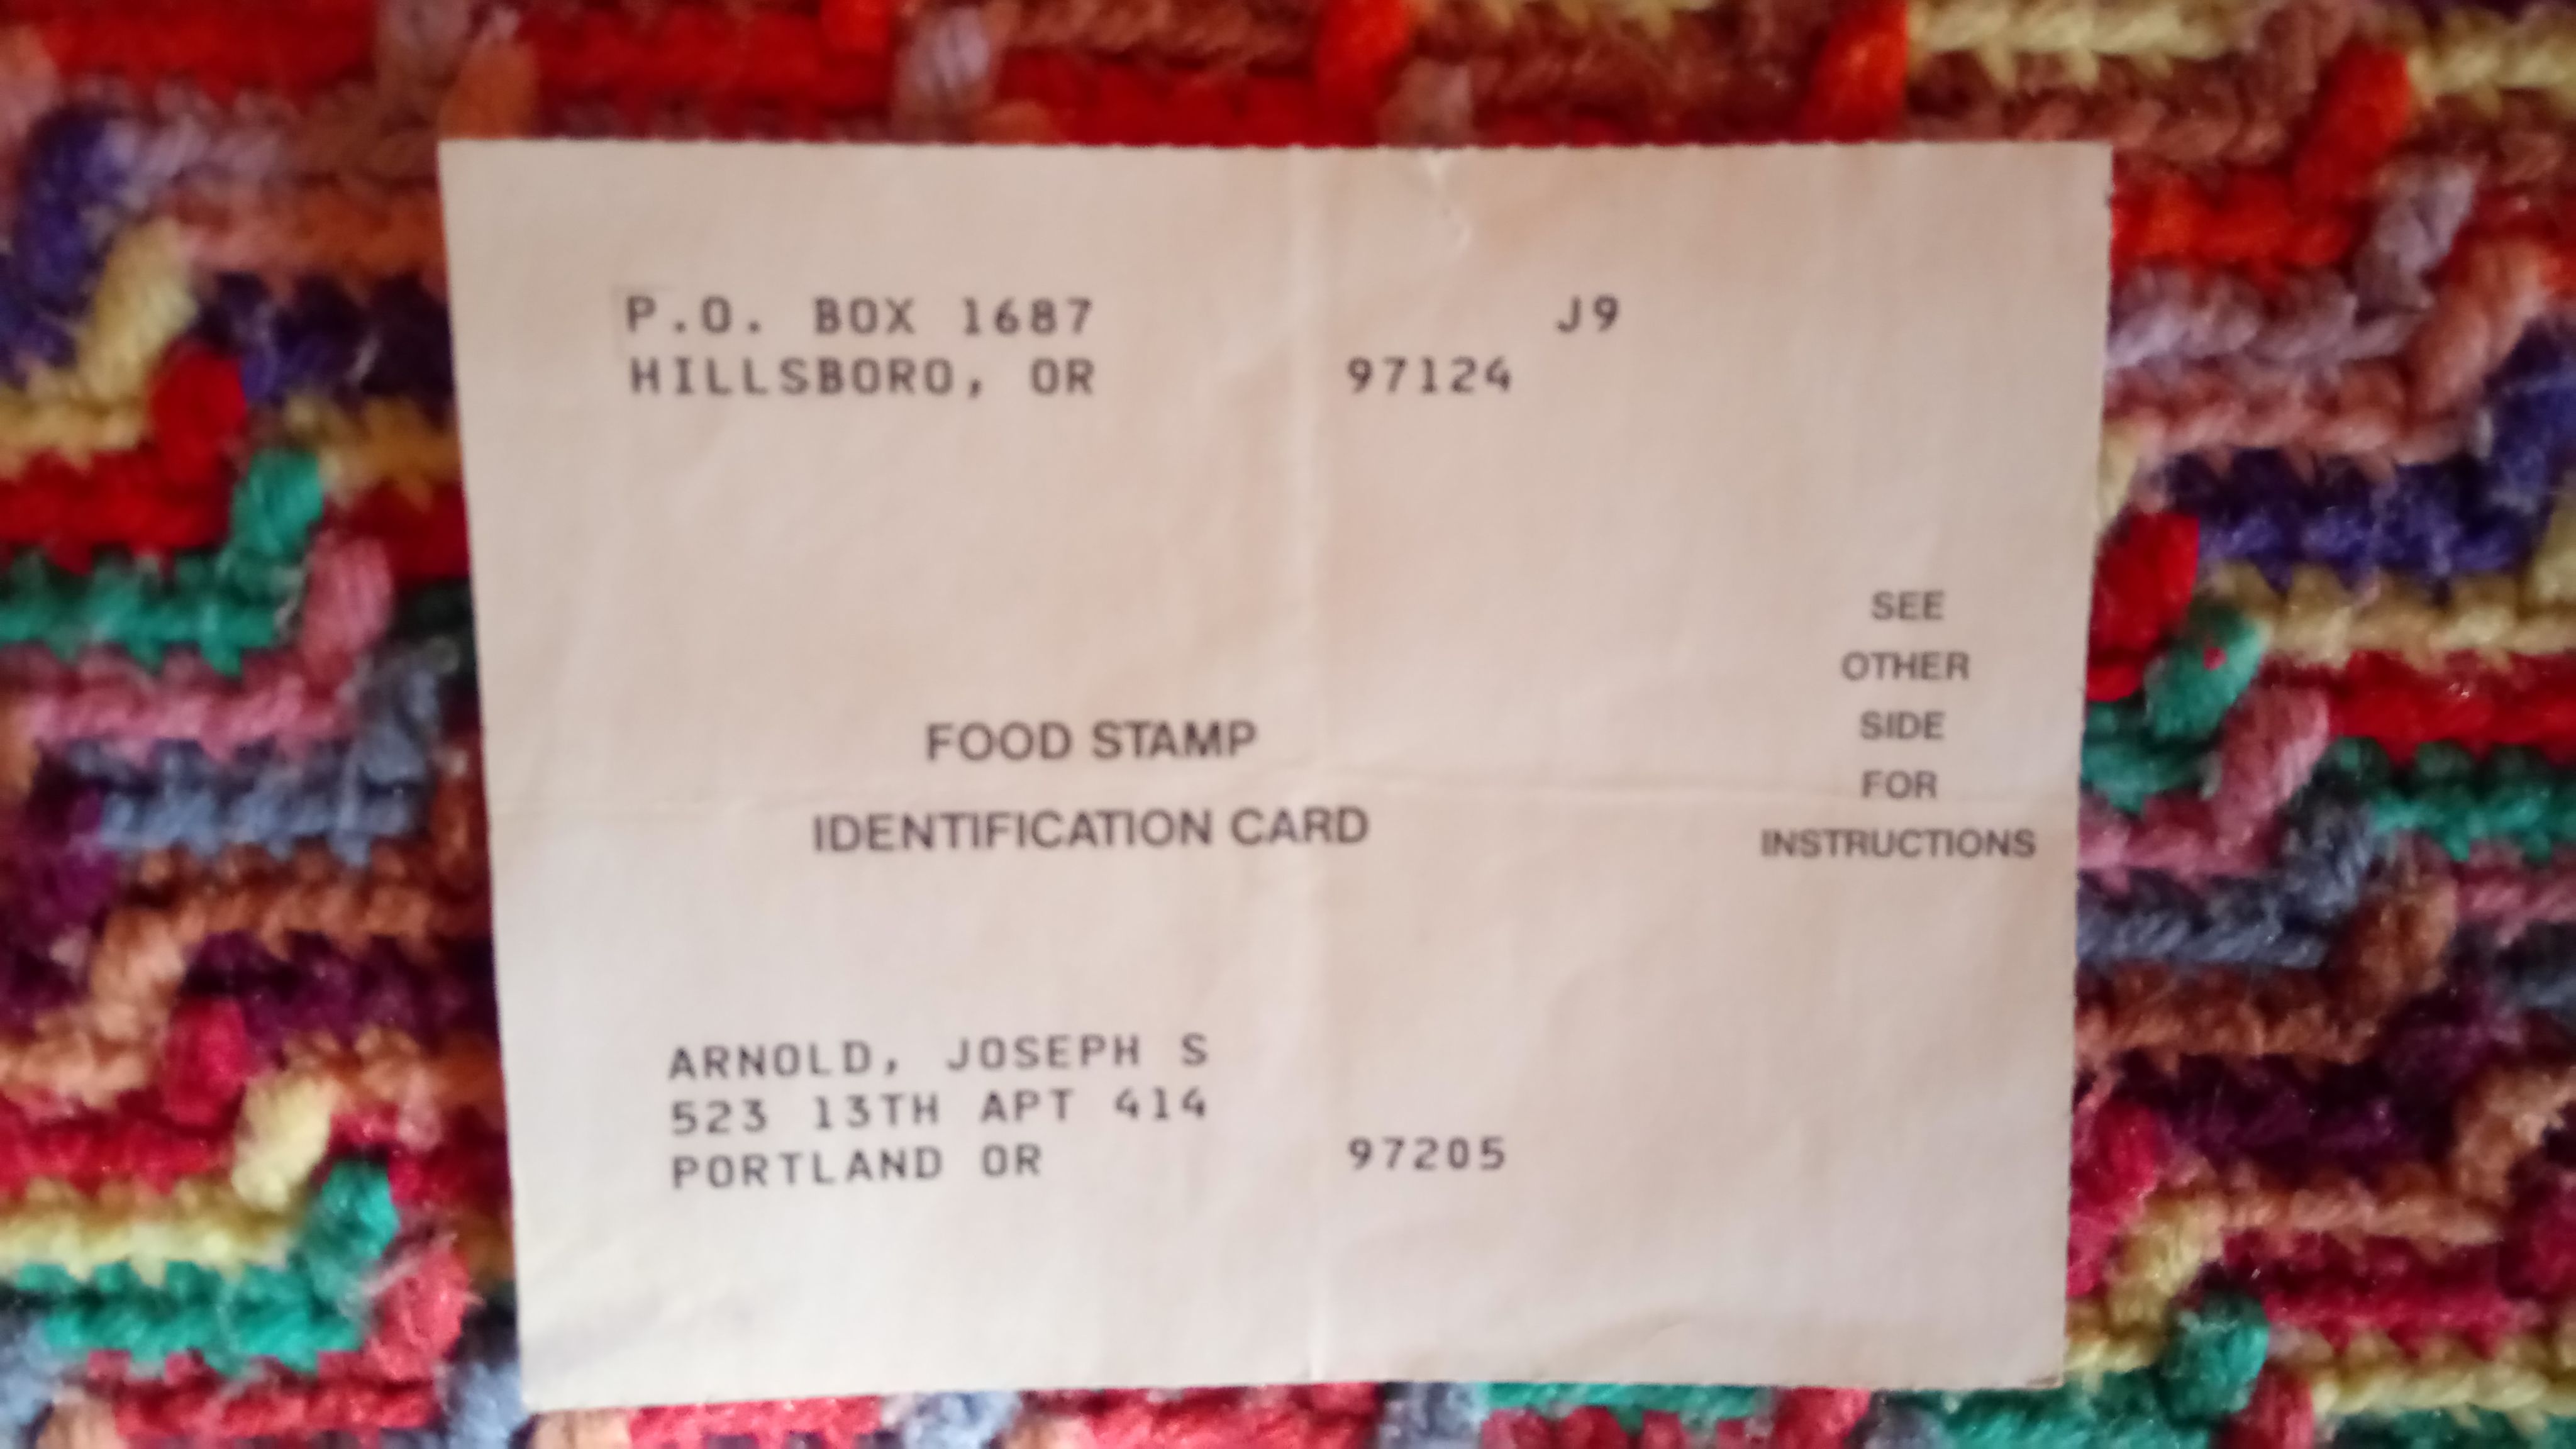 P.O. BOX 1687 J9
HILLSBORO, OR 97124
FOOD STAMP
IDENTIFICATION CARD
SEE
OTHER
SIDE
FOR
INSTRUCTIONS
ARNOLD, JOSEPH S
523 13TH APT 414
PORTLAND OR 97205